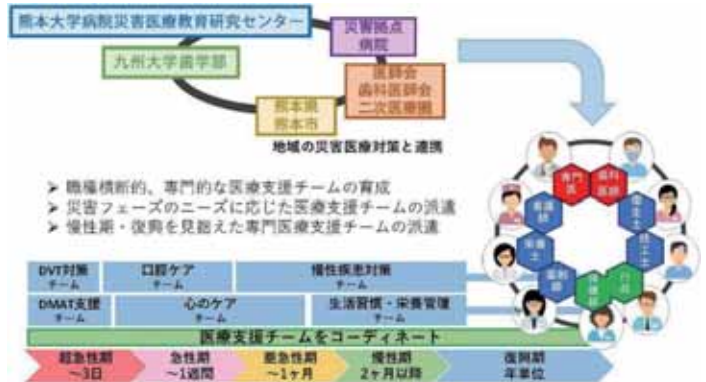 熊本大学病院災害医療教育研究センター
災害拠点
病院
九州大学歯学部
医師会
歯科医師会
二次医療圏
熊本県
熊本市
地域の災害医療対策と連携
➢ 職種横断的、専門的な医療支援チームの育成
➢ 災害フェーズのニーズに応じた医療支援チームの派遣
➢ 慢性期・復興を見据えた専門医療支援チームの派遣
専門
医
歯科
医師
看護
師
衛生
士
栄養
士
技工
士
薬剤
師
保健
師
行政
DVT対策
チーム
口腔ケア
チーム
慢性疾患対策
チーム
DMAT支援
チーム
心のケア
チーム
生活習慣・栄養管理
チーム
医療支援チームをコーディネート
超急性期
～3日
急性期
～1週間
亜急性期
～1ヶ月
慢性期
2ヶ月以降
復興期
年単位